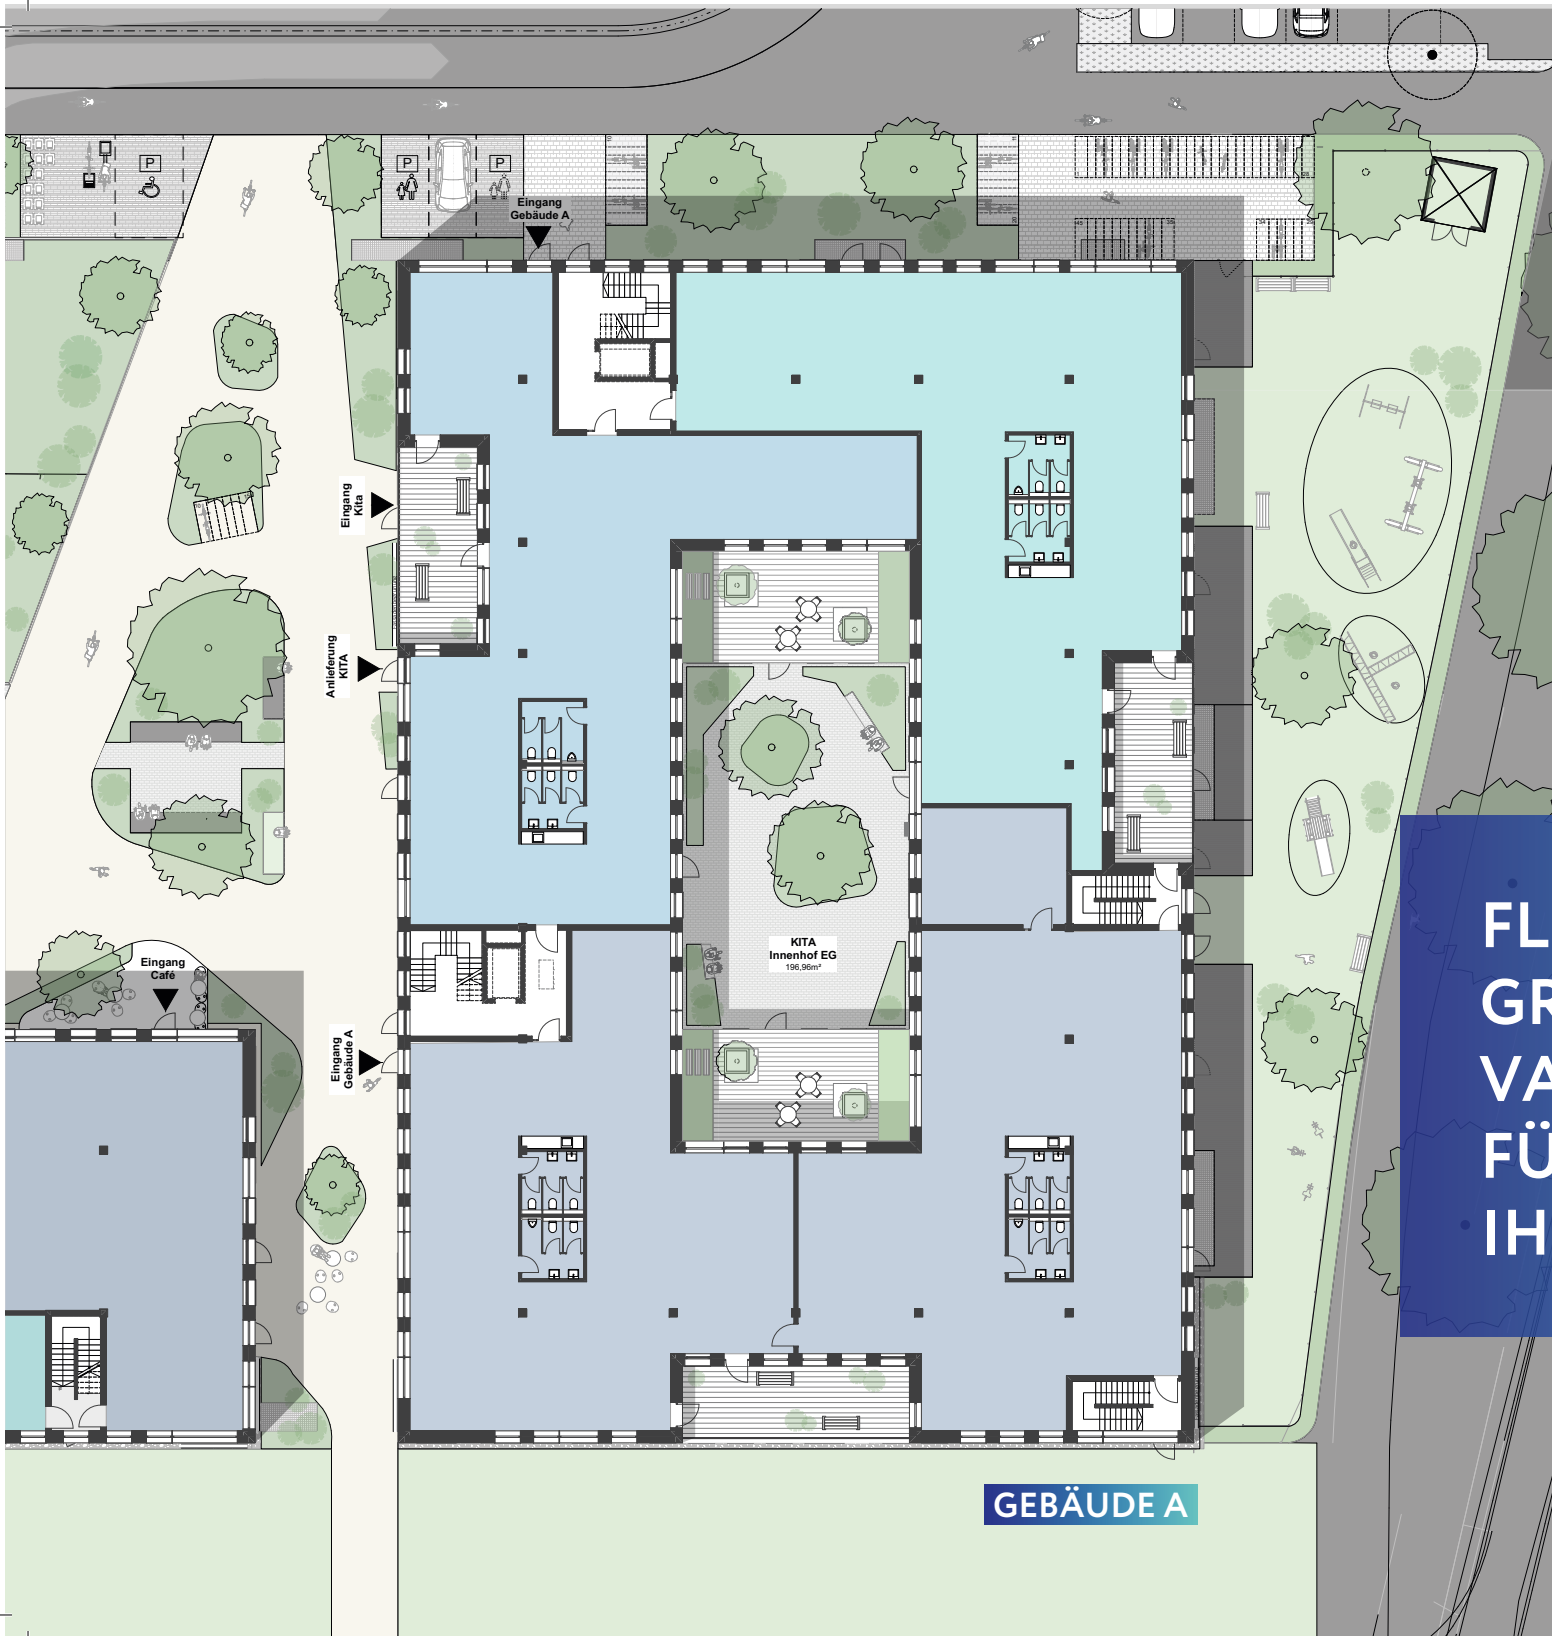 P
P
P
Eingang
Gebäude A
Eingang
Kita
Anlieferung
KITA
Eingang
Café
KITA
Innenhof EG
196,96m²
Eingang
Gebäude A
FL
GR
VA
FÜ
IH
GEBÄUDE A